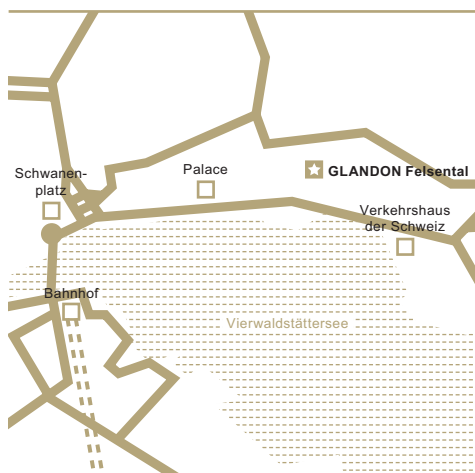 Schwanen-
platz
Palace
GLANDON Felsental
Verkehrshaus
der Schweiz
Bahnhof
Vierwaldstättersee